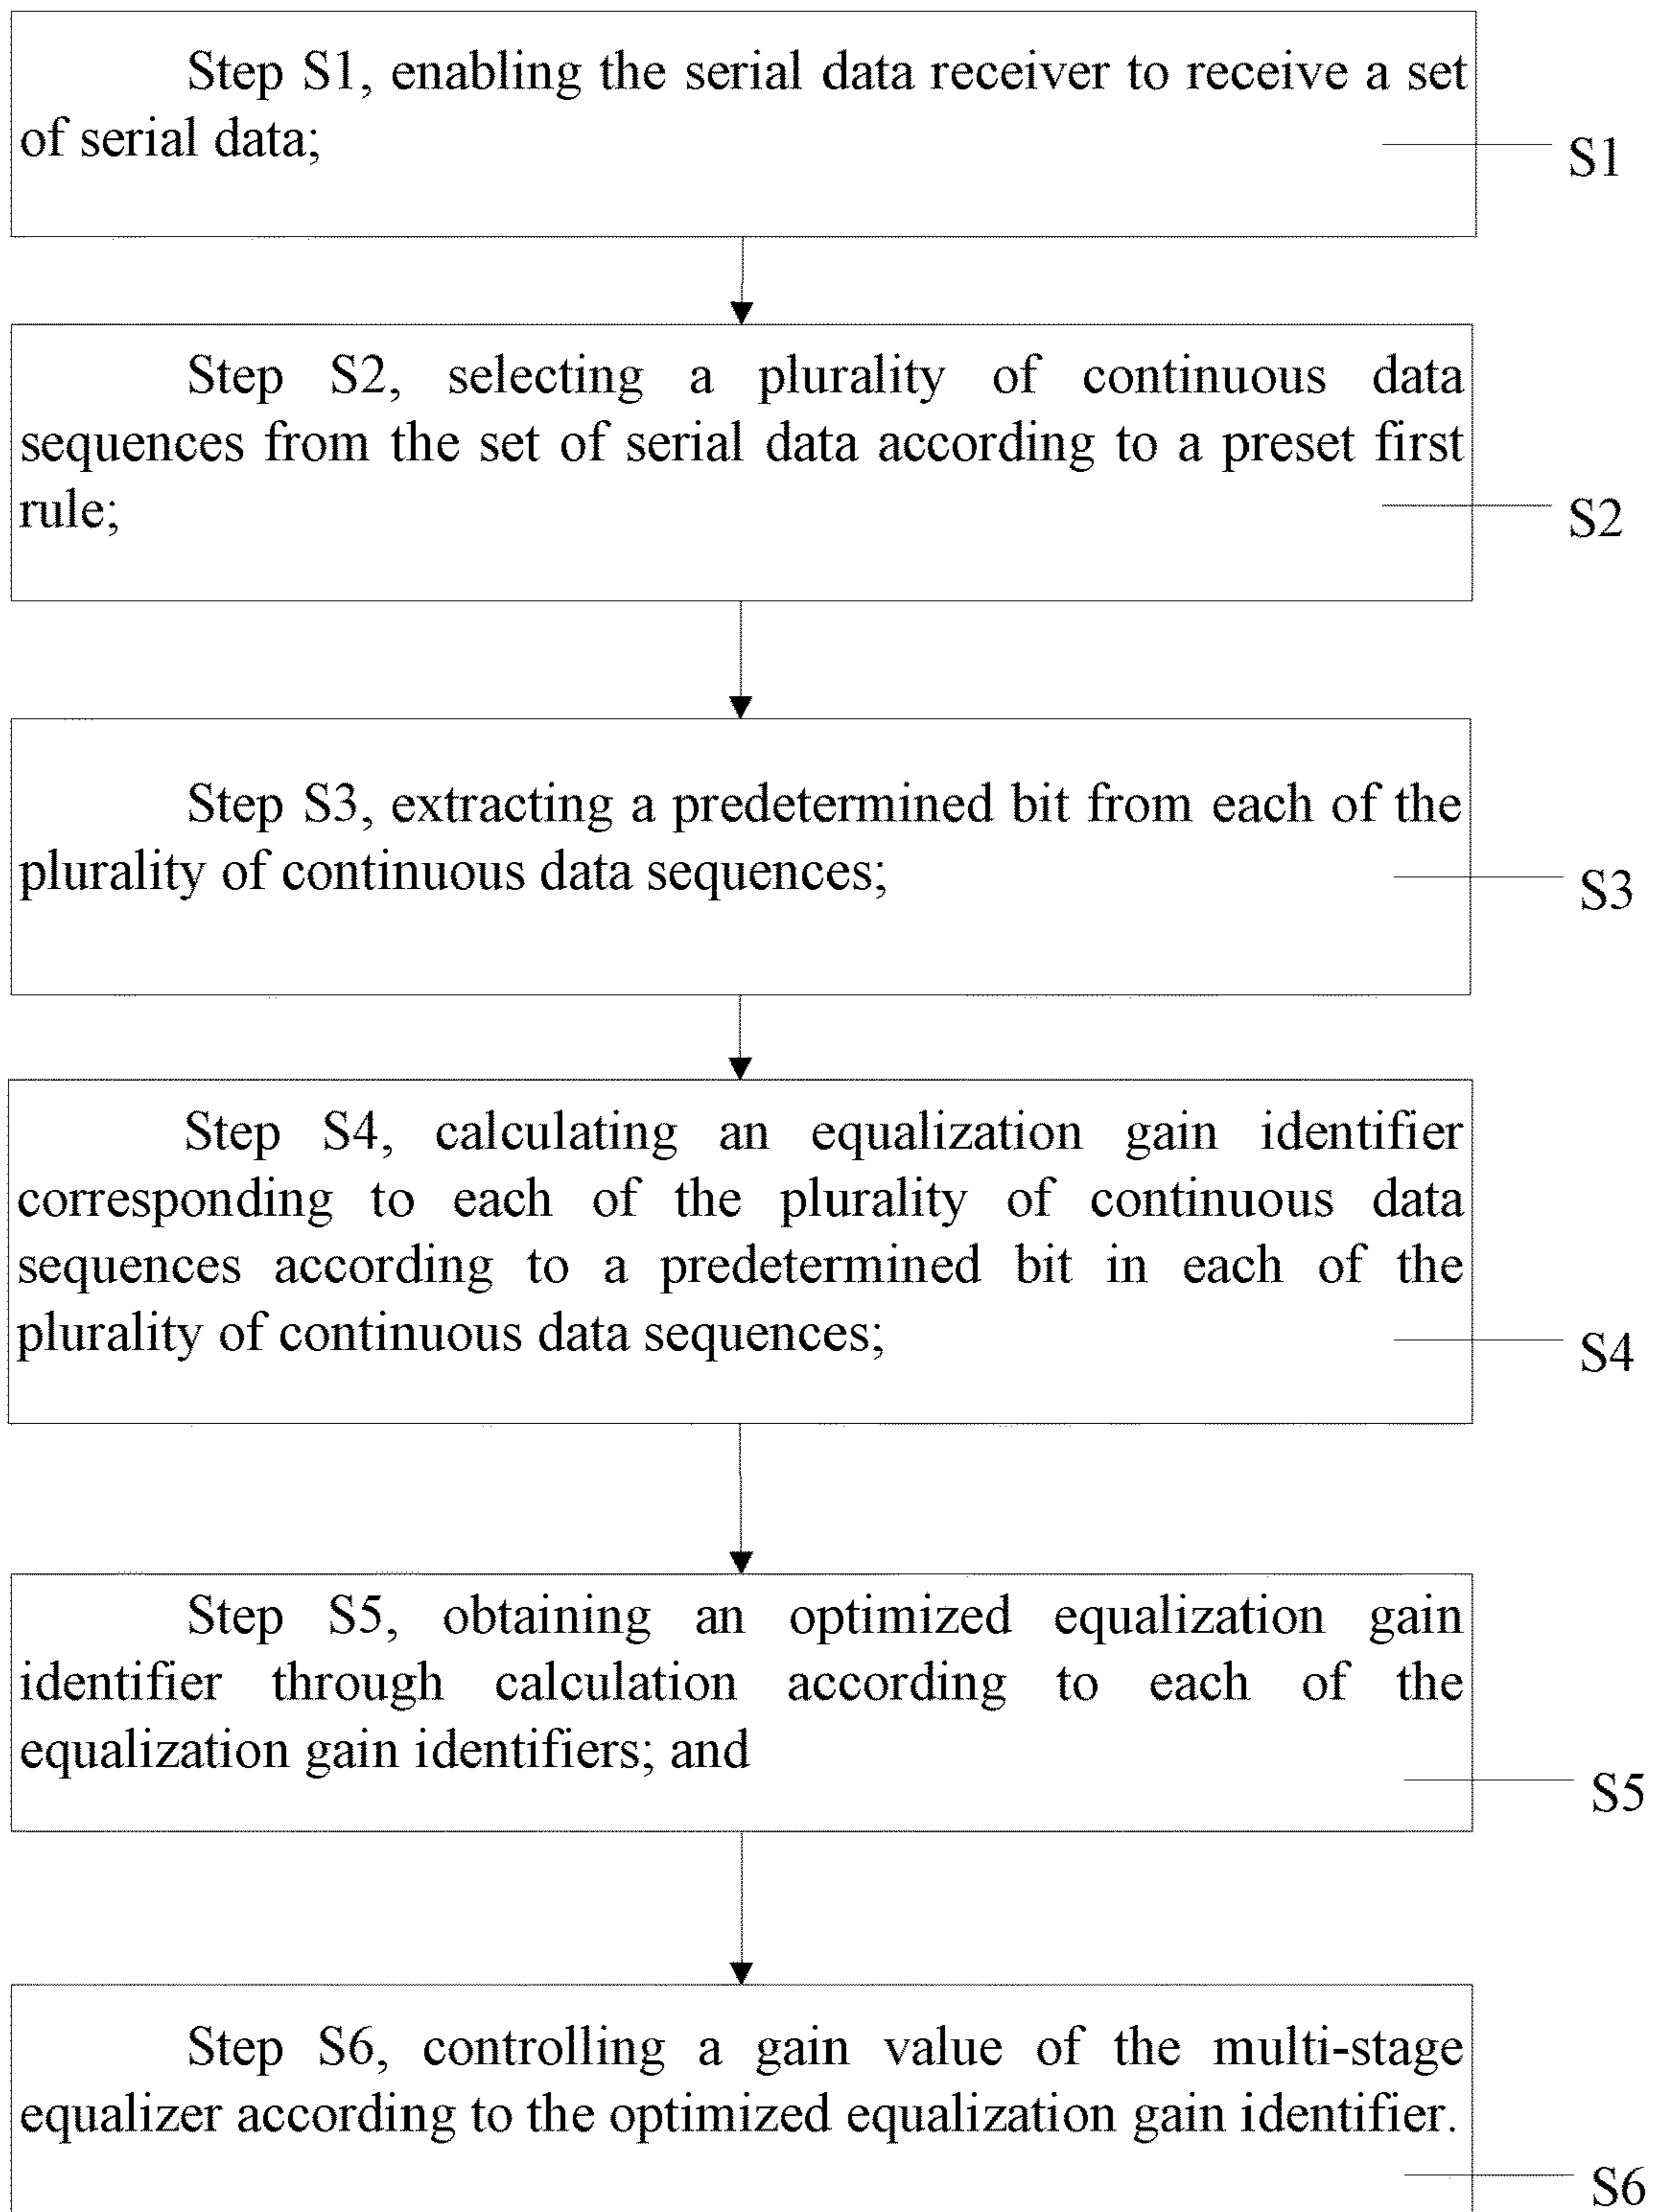 Step S1, enabling the serial data receiver to receive a set
of serial data;
S1
Step S2, selecting a plurality of continuous data
sequences from the set of serial data according to a preset first
rule;
S2
Step S3, extracting a predetermined bit from each of the
plurality of continuous data sequences;
S3
Step S4, calculating an equalization gain identifier
corresponding to each of the plurality of continuous data
sequences according to a predetermined bit in each of the
plurality of continuous data sequences;
S4
Step S5, obtaining an optimized equalization gain
identifier through calculation according to each of the
equalization gain identifiers; and
S5
Step S6, controlling a gain value of the multi-stage
equalizer according to the optimized equalization gain identifier.
S6